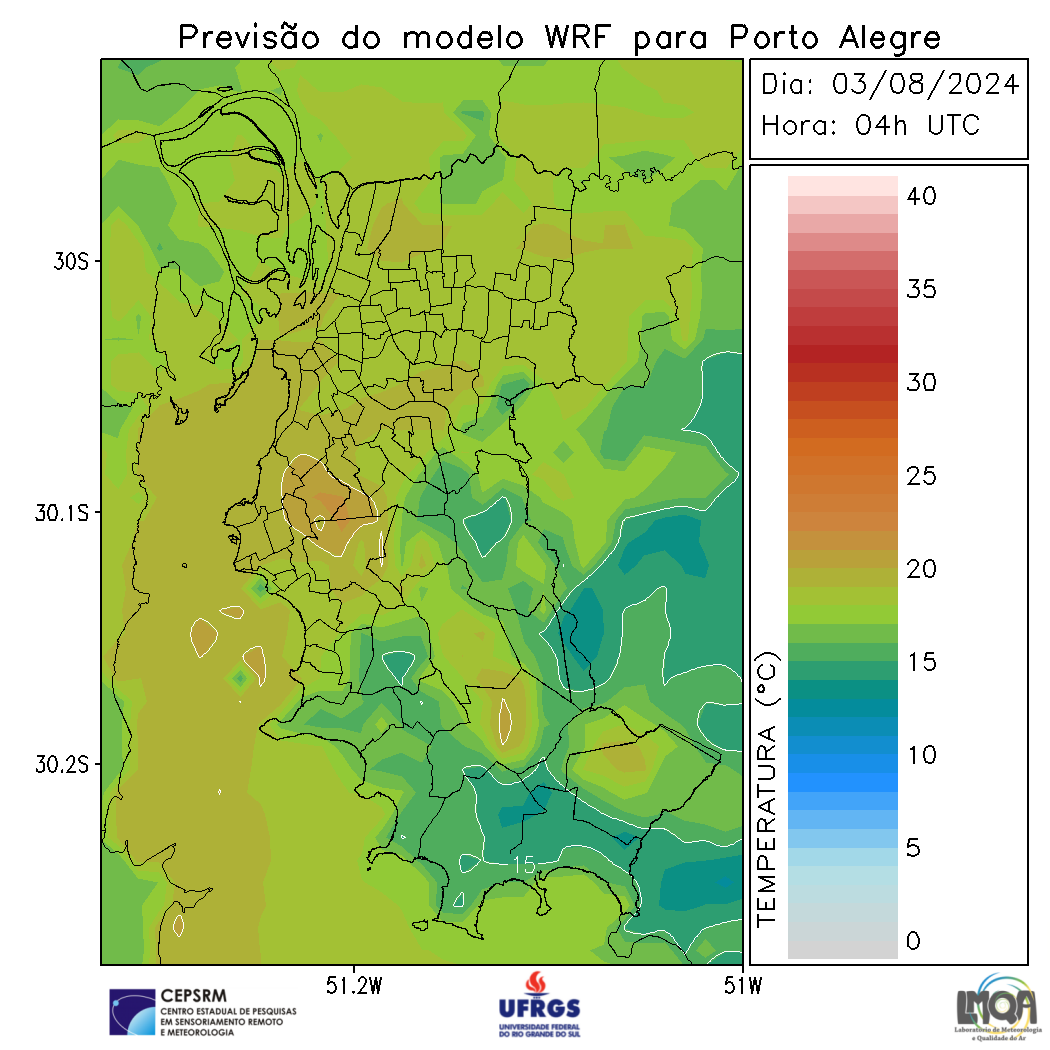 Previsão do modelo WRF para Porto Alegre
Dia: 03/08/2024
Hora: 04h UTC
30S
30.1S
30.2S
51.2W
51W
15
TEMPERATURA (°C)
40
35
30
25
20
15
10
5
0
CEPSRM
CENTRO ESTADUAL DE PESQUISAS
EM SENSORIAMENTO REMOTO
E METEOROLOGIA
UFRGS
UNIVERSIDADE FEDERAL
DO RIO GRANDE DO SUL
LMQA
Laboratório de Meteorologia
e Qualidade do Ar